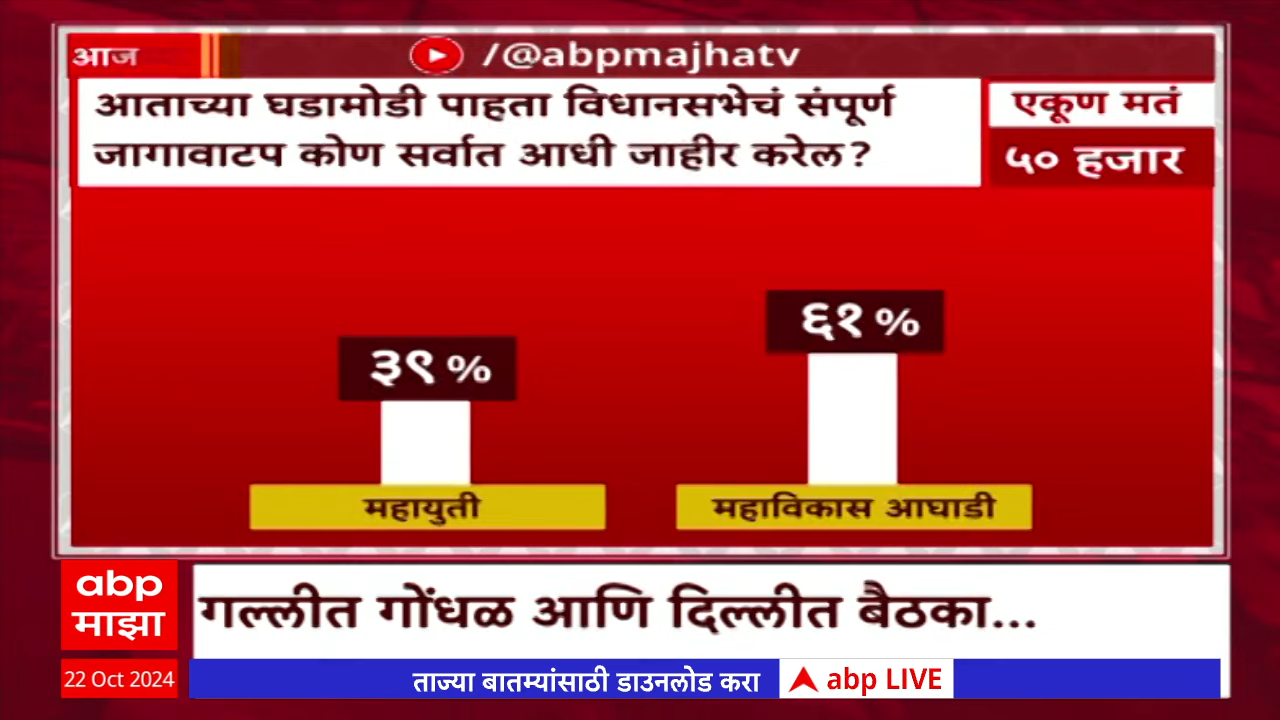 आज
/@abpmajhatv
आताच्या घडामोडी पाहता विधानसभेचं संपूर्ण
जागावाटप कोण सर्वात आधी जाहीर करेल?
एकूण मतं
५० हजार
३९ %
६१ %
महायुती
महाविकास आघाडी
abp
माझा
गल्लीत गोंधळ आणि दिल्लीत बैठका...
22 Oct 2024
ताज्या बातम्यांसाठी डाउनलोड करा abp LIVE